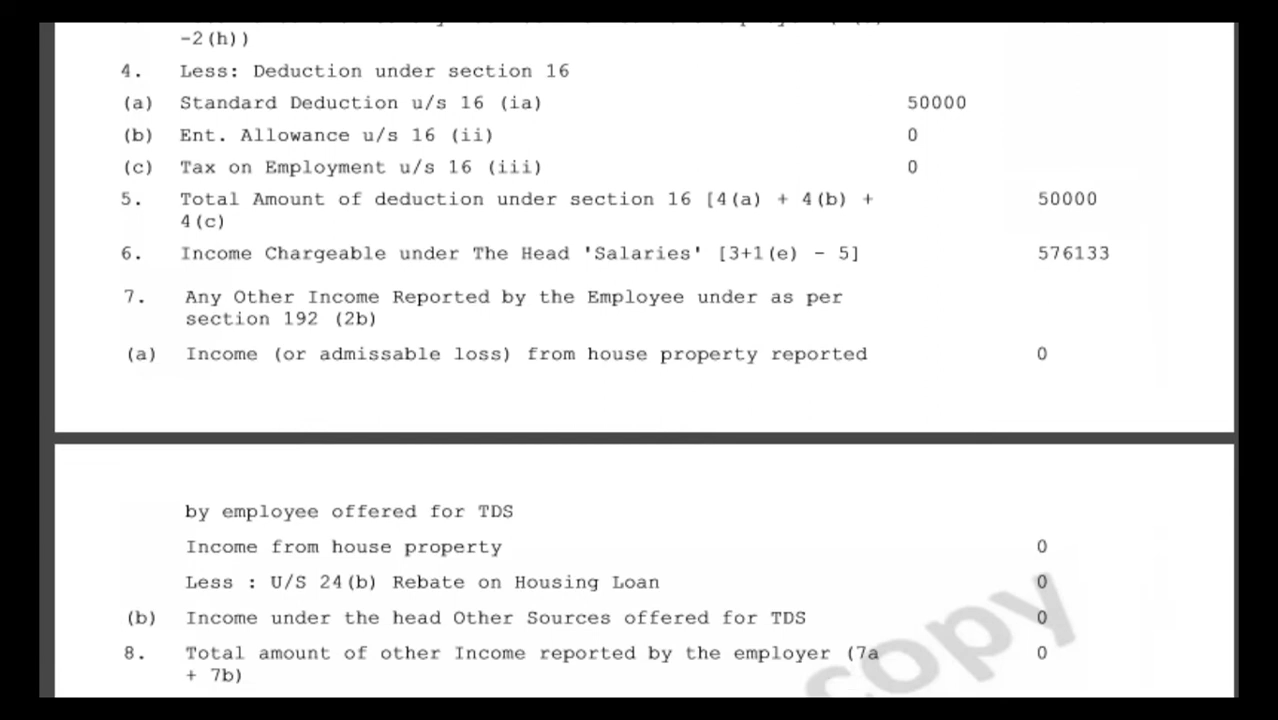 -2(h))
4. Less: Deduction under section 16
(a) Standard Deduction u/s 16 (ia) 50000
(b) Ent. Allowance u/s 16 (ii) 0
(c) Tax on Employment u/s 16 (iii) 0
5. Total Amount of deduction under section 16 [4(a) + 4(b) + 50000
4(c)
6. Income Chargeable under The Head 'Salaries' [3+1(e) - 5] 576133
7. Any Other Income Reported by the Employee under as per
section 192 (2b)
(a) Income (or admissable loss) from house property reported 0
by employee offered for TDS
Income from house property 0
Less : U/S 24(b) Rebate on Housing Loan 0
(b) Income under the head Other Sources offered for TDS 0
8. Total amount of other Income reported by the employer (7a 0
+ 7b)
copy